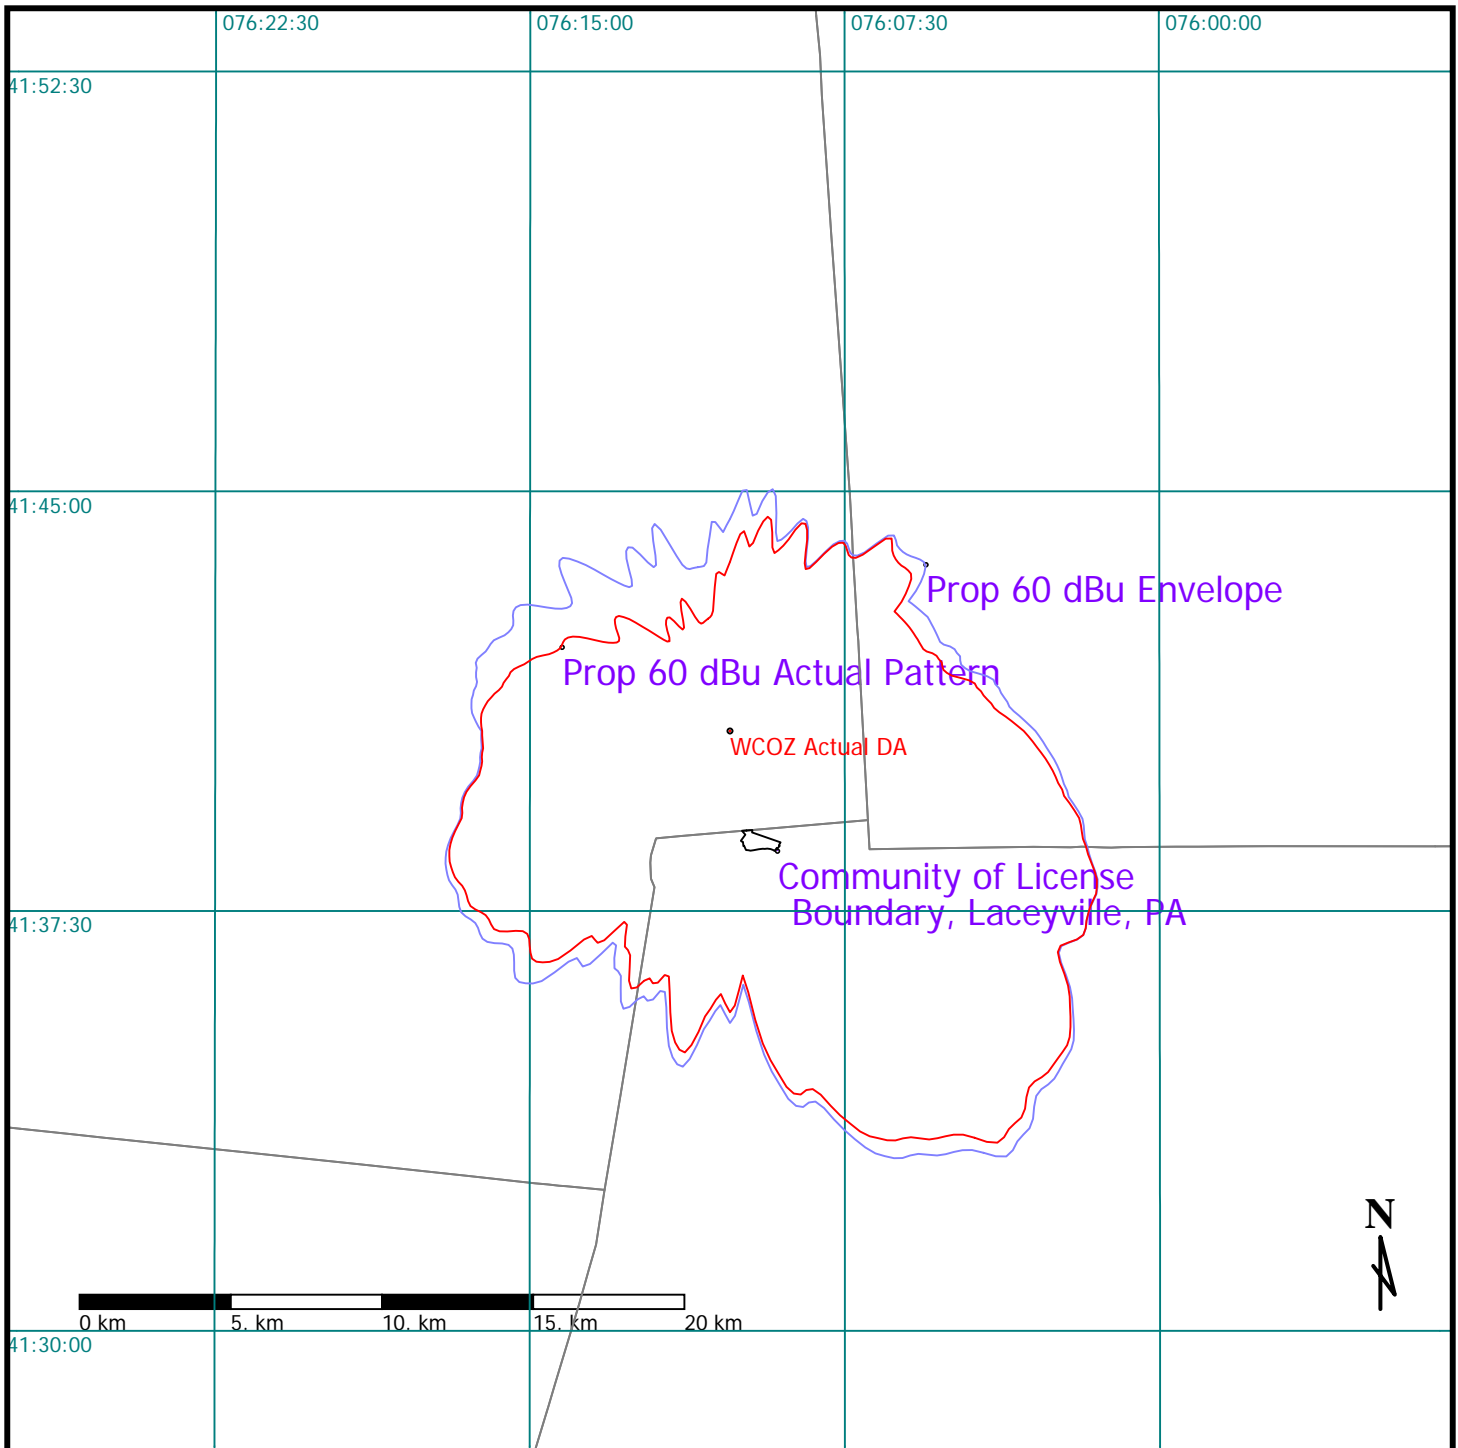 076:22:30
076:15:00
076:07:30
076:00:00
41:52:30
41:45:00
Prop 60 dBu Envelope
Prop 60 dBu Actual Pattern
WCOZ Actual DA
Community of License
Boundary, Laceyville, PA
41:37:30
N
0 km
5. km
10. km
15. km
20 km
41:30:00